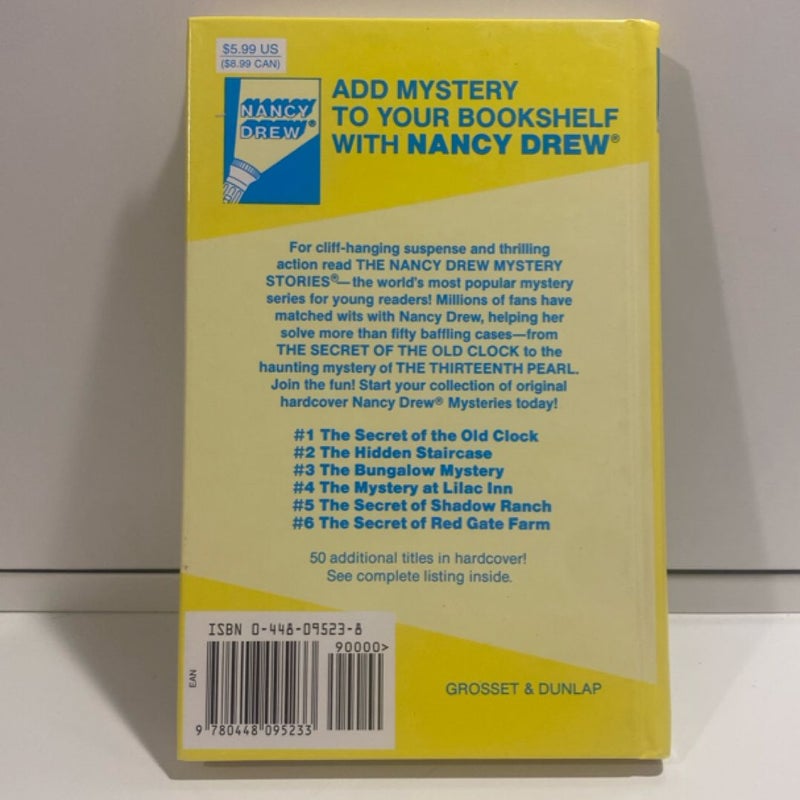 $5.99 US
($8.99 CAN)
NANCY
DREW®
ADD MYSTERY
TO YOUR BOOKSHELF
WITH NANCY DREW®
For cliff-hanging suspense and thrilling
action read THE NANCY DREW MYSTERY
STORIES®—the world's most popular mystery
series for young readers! Millions of fans have
matched wits with Nancy Drew, helping her
solve more than fifty baffling cases—from
THE SECRET OF THE OLD CLOCK to the
haunting mystery of THE THIRTEENTH PEARL.
Join the fun! Start your collection of original
hardcover Nancy Drew® Mysteries today!
#1 The Secret of the Old Clock
#2 The Hidden Staircase
#3 The Bungalow Mystery
#4 The Mystery at Lilac Inn
#5 The Secret of Shadow Ranch
#6 The Secret of Red Gate Farm
50 additional titles in hardcover!
See complete listing inside.
ISBN 0-448-09523-8
90000>
EAN
9 780448 095233
GROSSET & DUNLAP